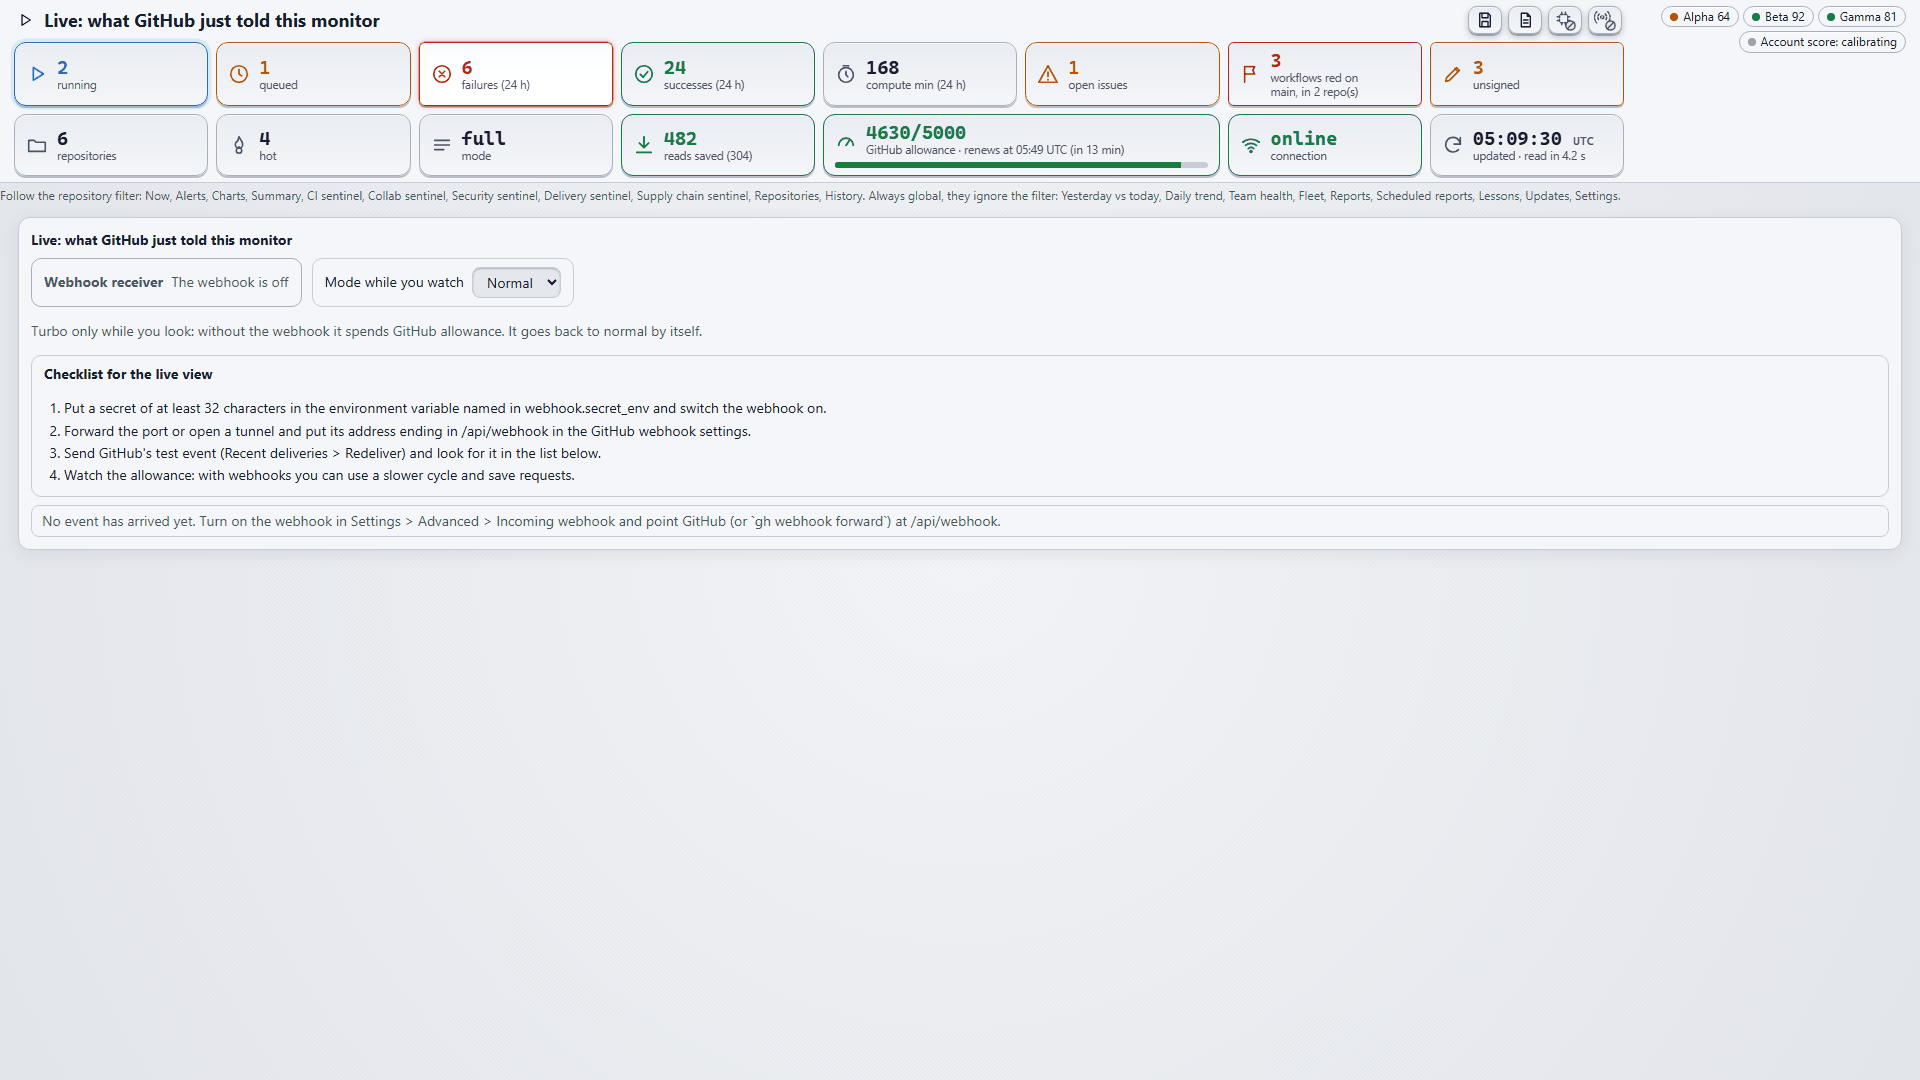 Live: what GitHub just told this monitor
Alpha 64
Beta 92
Gamma 81
Account score: calibrating
2
running
1
queued
6
failures (24 h)
24
successes (24 h)
168
compute min (24 h)
1
open issues
3
workflows red on
main, in 2 repo(s)
3
unsigned
6
repositories
4
hot
full
mode
482
reads saved (304)
4630/5000
GitHub allowance · renews at 05:49 UTC (in 13 min)
online
connection
05:09:30 UTC
updated · read in 4.2 s
Follow the repository filter: Now, Alerts, Charts, Summary, CI sentinel, Collab sentinel, Security sentinel, Delivery sentinel, Supply chain sentinel, Repositories, History. Always global, they ignore the filter: Yesterday vs today, Daily trend, Team health, Fleet, Reports, Scheduled reports, Lessons, Updates, Settings.
Live: what GitHub just told this monitor
Webhook receiver The webhook is off
Mode while you watch Normal
Turbo only while you look: without the webhook it spends GitHub allowance. It goes back to normal by itself.
Checklist for the live view
1. Put a secret of at least 32 characters in the environment variable named in webhook.secret_env and switch the webhook on.
2. Forward the port or open a tunnel and put its address ending in /api/webhook in the GitHub webhook settings.
3. Send GitHub's test event (Recent deliveries > Redeliver) and look for it in the list below.
4. Watch the allowance: with webhooks you can use a slower cycle and save requests.
No event has arrived yet. Turn on the webhook in Settings > Advanced > Incoming webhook and point GitHub (or `gh webhook forward`) at /api/webhook.